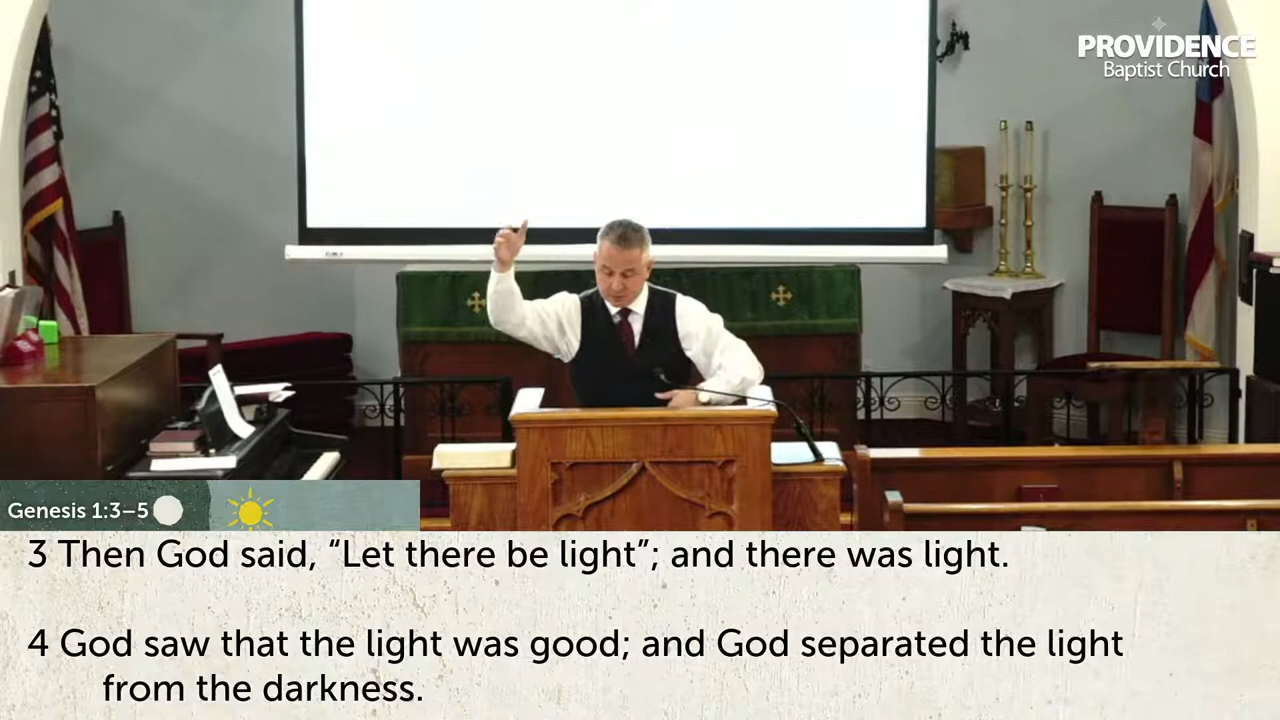 PROVIDENCE
Baptist Church
Genesis 1:3–5
3 Then God said, “Let there be light”; and there was light.
4 God saw that the light was good; and God separated the light
from the darkness.